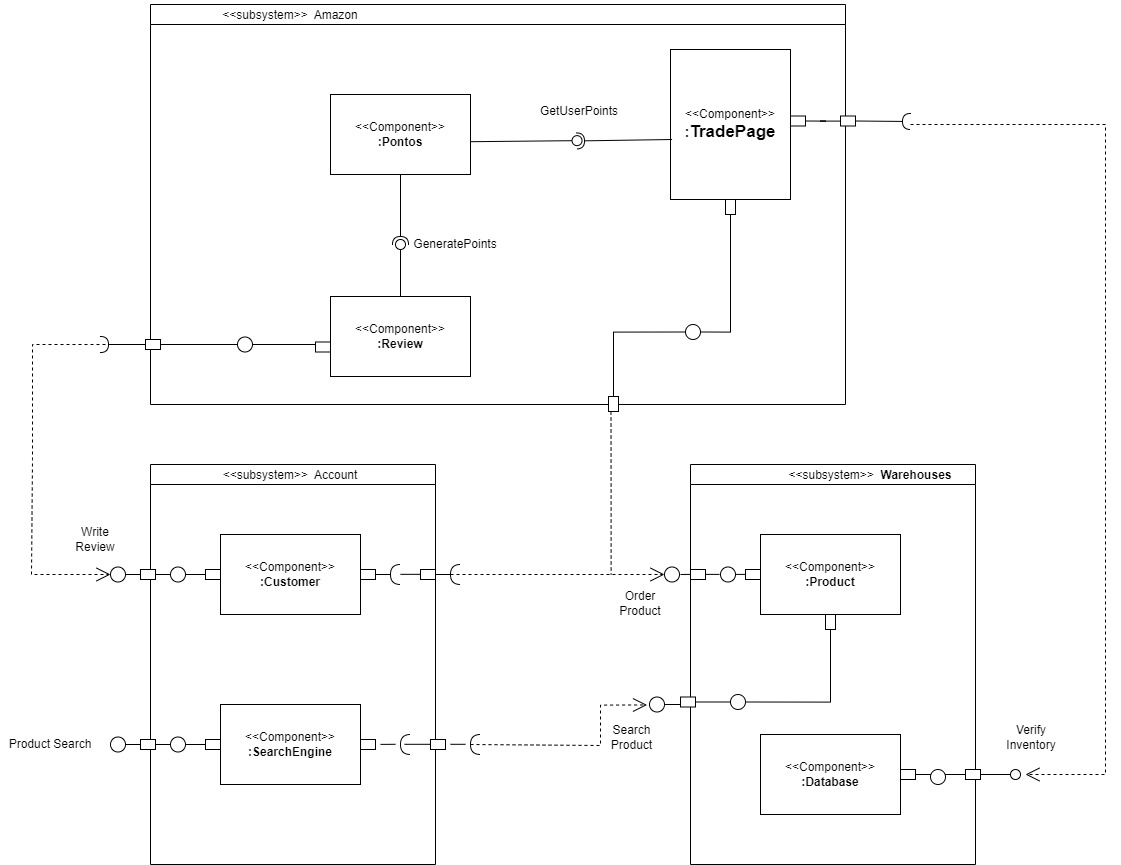 <<subsystem>> Amazon
GetUserPoints
<<Component>>
:TradePage
<<Component>>
:Pontos
GeneratePoints
<<Component>>
:Review
<<subsystem>> Account
<<subsystem>> Warehouses
Write
Review
<<Component>>
:Customer
<<Component>>
:Product
Order
Product
Product Search
<<Component>>
:SearchEngine
Search
Product
Verify
Inventory
<<Component>>
:Database